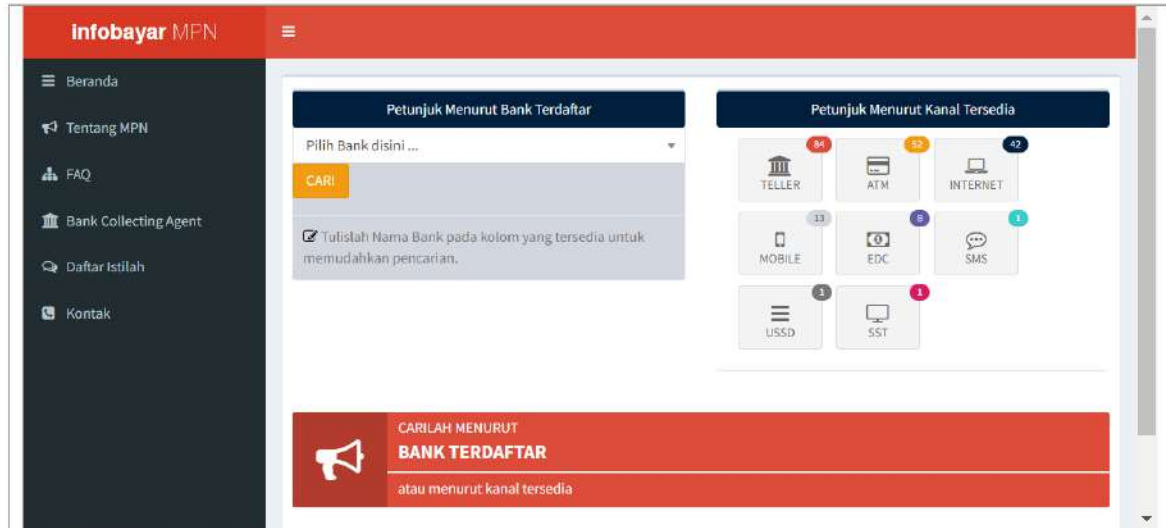 infobayar MPN
Beranda
Tentang MPN
FAQ
Bank Collecting Agent
Daftar Istilah
Kontak
Petunjuk Menurut Bank Terdaftar
Pilih Bank disini ...
CARI
Tulislah Nama Bank pada kolom yang tersedia untuk
memudahkan pencarian.
Petunjuk Menurut Kanal Tersedia
84
TELLER
52
ATM
42
INTERNET
13
MOBILE
8
EDC
1
SMS
1
USSD
1
SST
CARILAH MENURUT
BANK TERDAFTAR
atau menurut kanal tersedia